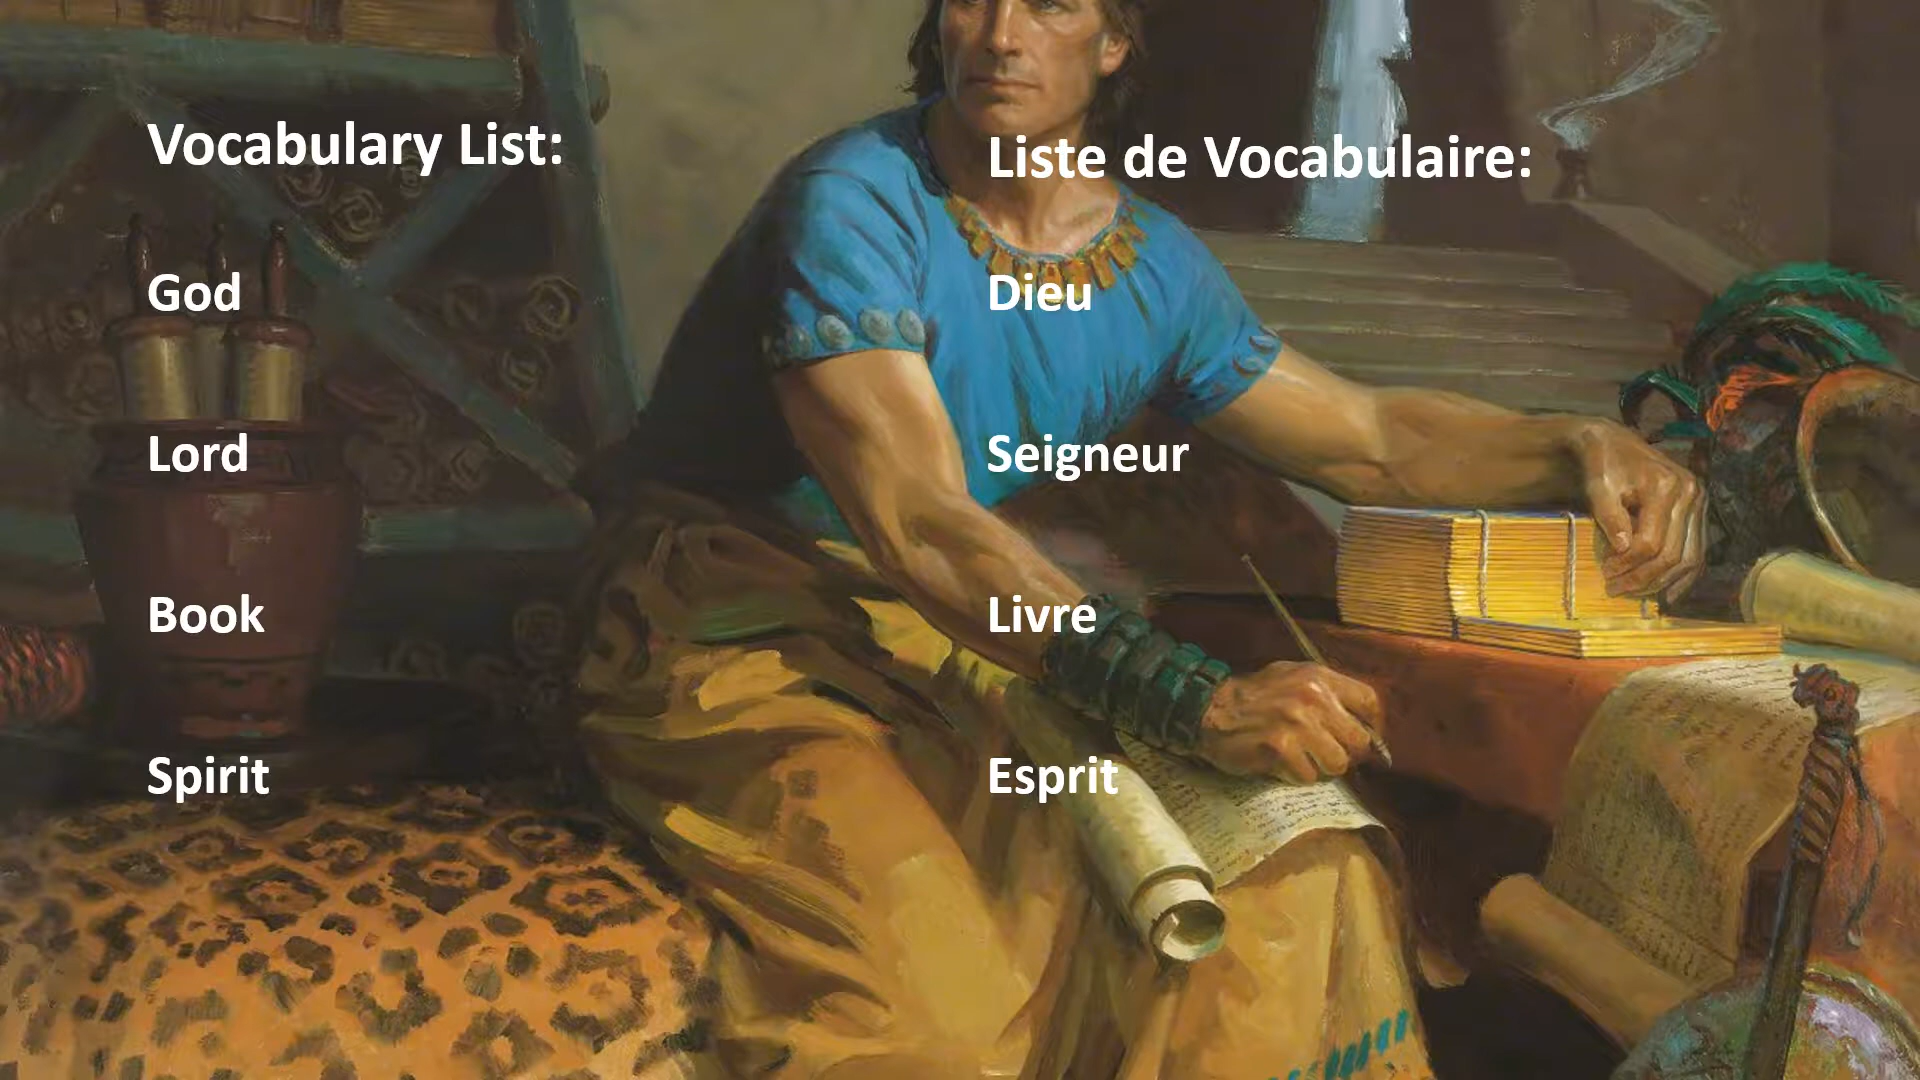 Vocabulary List:
God
Lord
Book
Spirit
Liste de Vocabulaire:
Dieu
Seigneur
Livre
Esprit